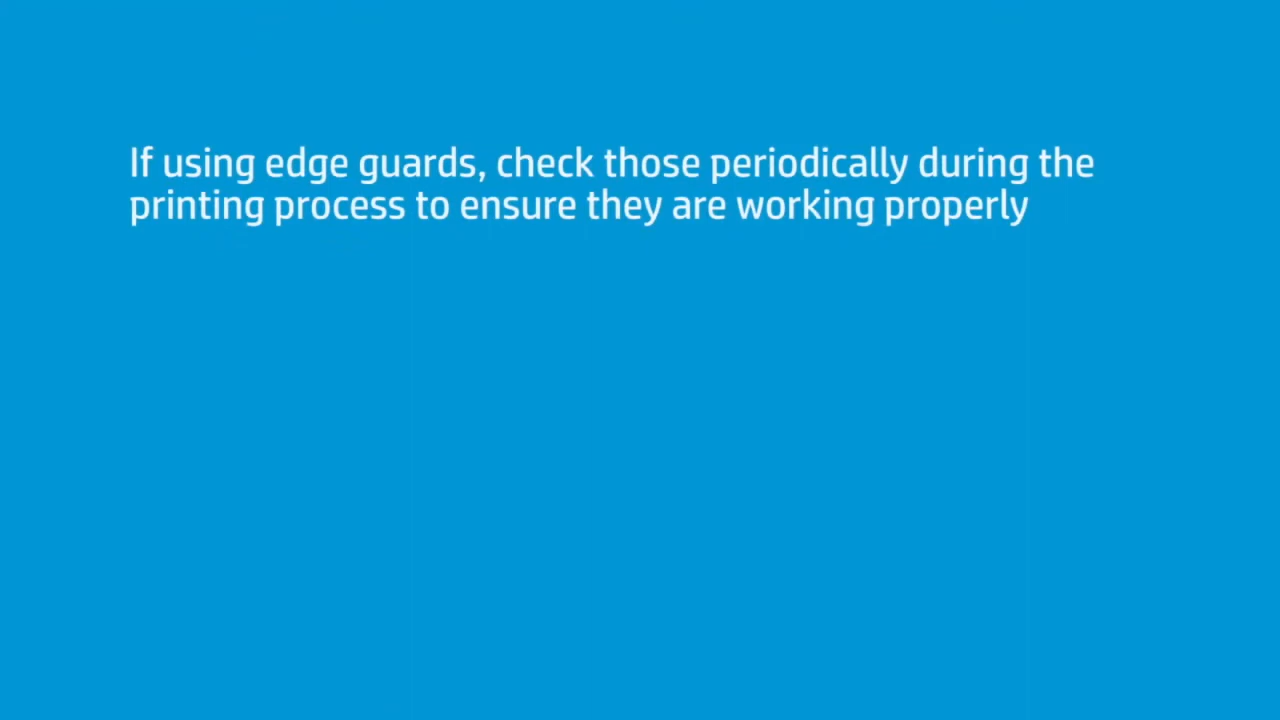 If using edge guards, check those periodically during the
printing process to ensure they are working properly